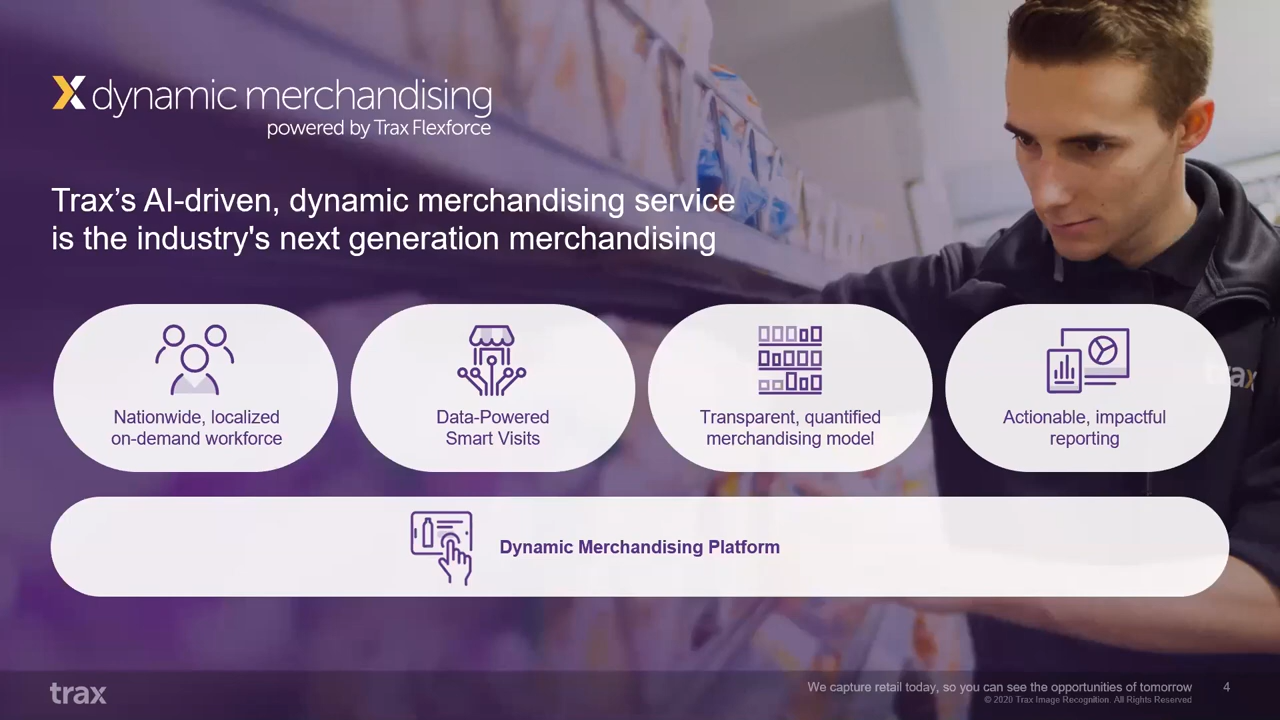 dynamic merchandising
powered by Trax Flexforce
Trax’s AI-driven, dynamic merchandising service
is the industry's next generation merchandising
Nationwide, localized
on-demand workforce
Data-Powered
Smart Visits
Transparent, quantified
merchandising model
Actionable, impactful
reporting
trax
Dynamic Merchandising Platform
trax
We capture retail today, so you can see the opportunities of tomorrow
4
© 2020 Trax Image Recognition. All Rights Reserved